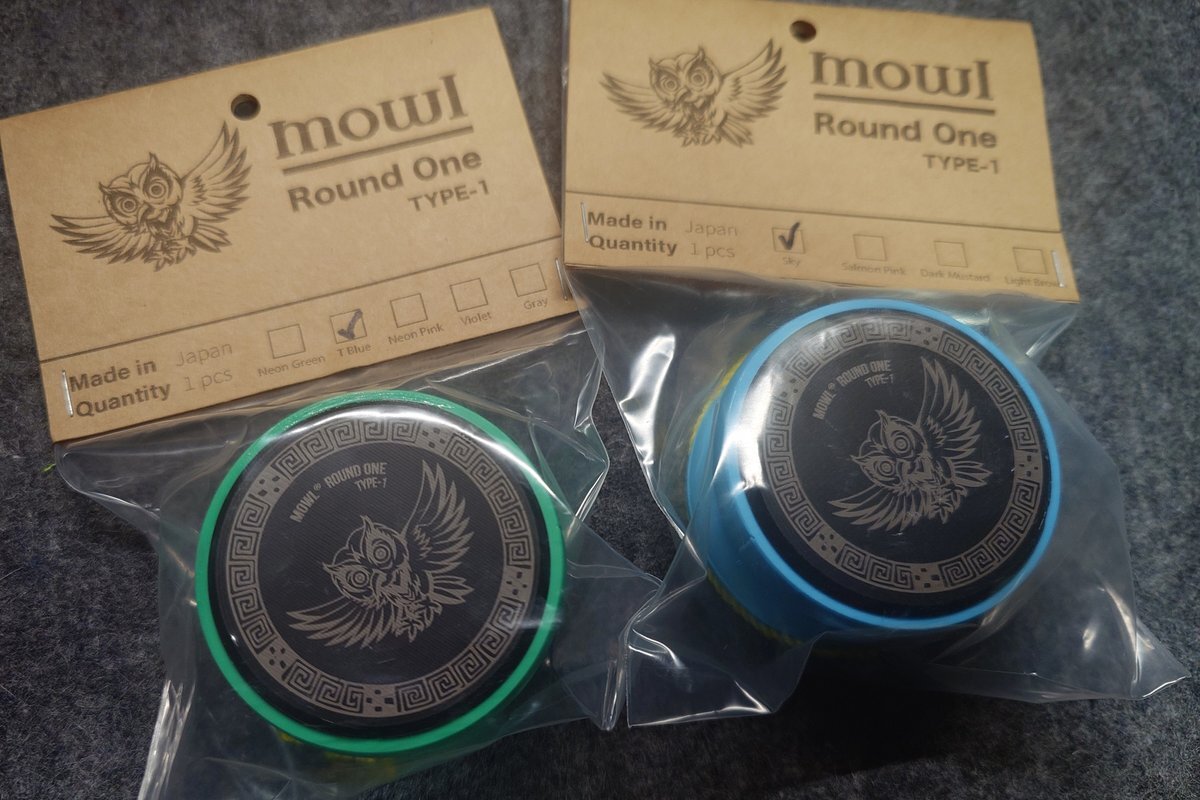 mowl
Round One
TYPE-1
Made in Japan
Quantity 1 pcs
Neon Green
T Blue
Neon Pink
Violet
Gray
MOWL® ROUND ONE
TYPE-1
mowl
Round One
TYPE-1
Made in Japan
Quantity 1 pcs
Sky
Salmon Pink
Dark Mustard
Light Brown
MOWL® ROUND ONE
TYPE-1